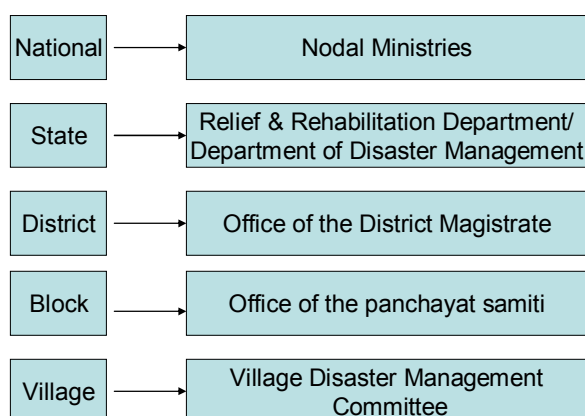 National
Nodal Ministries
State
Relief & Rehabilitation Department/
Department of Disaster Management
District
Office of the District Magistrate
Block
Office of the panchayat samiti
Village
Village Disaster Management
Committee